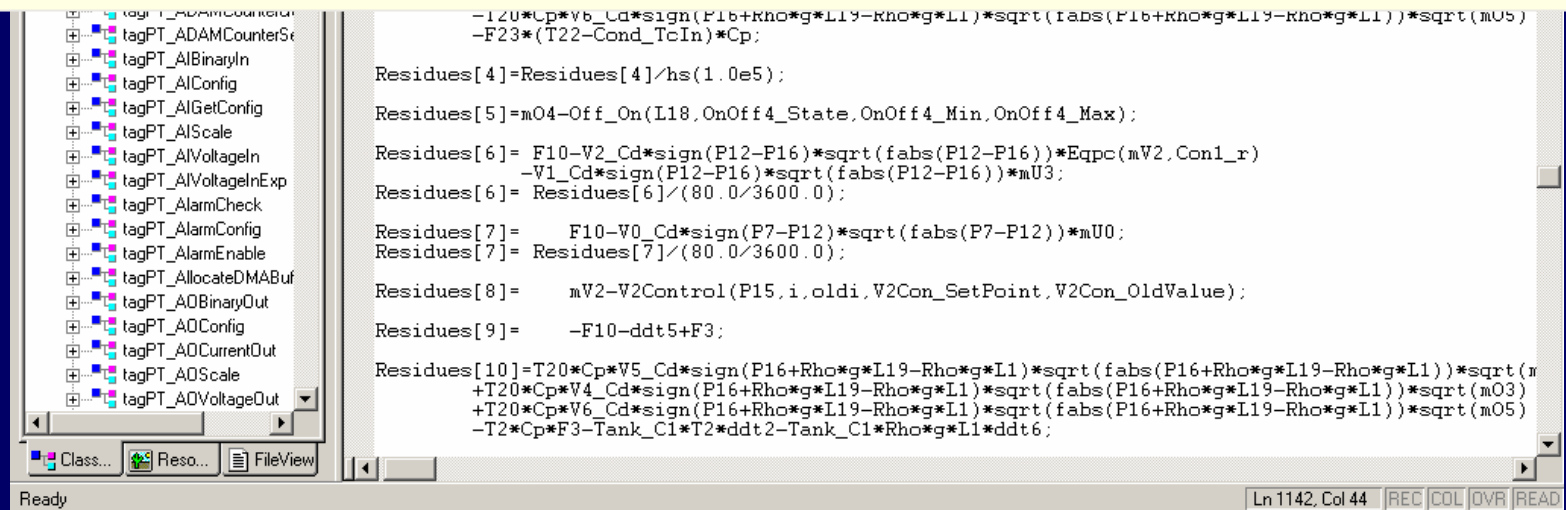 tagPT_ADAMCounterSe
tagPT_AIBinaryIn
tagPT_AIConfig
tagPT_AIGetConfig
tagPT_AIScale
tagPT_AIVoltageIn
tagPT_AIVoltageInExp
tagPT_AlarmCheck
tagPT_AlarmConfig
tagPT_AlarmEnable
tagPT_AllocateDMABuf
tagPT_AOBinaryOut
tagPT_AOConfig
tagPT_AOCurrentOut
tagPT_AOScale
tagPT_AOVoltageOut
Class...
Reso...
FileView
-T20*Cp*V6_Cd*sign(P16+Rho*g*L19-Rho*g*L1)*sqrt(fabs(P16+Rho*g*L19-Rho*g*L1))*sqrt(mO5)
-F23*(T22-Cond_TcIn)*Cp;
Residues[4]=Residues[4]/hs(1.0e5);
Residues[5]=mO4-Off_On(L18,OnOff4_State,OnOff4_Min,OnOff4_Max);
Residues[6]= F10-V2_Cd*sign(P12-P16)*sqrt(fabs(P12-P16))*Eqpc(mV2,Con1_r)
-V1_Cd*sign(P12-P16)*sqrt(fabs(P12-P16))*mU3;
Residues[6]= Residues[6]/(80.0/3600.0);
Residues[7]= F10-V0_Cd*sign(P7-P12)*sqrt(fabs(P7-P12))*mU0;
Residues[7]= Residues[7]/(80.0/3600.0);
Residues[8]= mV2-V2Control(P15,i,oldi,V2Con_SetPoint,V2Con_OldValue);
Residues[9]= -F10-ddt5+F3;
Residues[10]=T20*Cp*V5_Cd*sign(P16+Rho*g*L19-Rho*g*L1)*sqrt(fabs(P16+Rho*g*L19-Rho*g*L1))*sqrt(m
+T20*Cp*V4_Cd*sign(P16+Rho*g*L19-Rho*g*L1)*sqrt(fabs(P16+Rho*g*L19-Rho*g*L1))*sqrt(mO3)
+T20*Cp*V6_Cd*sign(P16+Rho*g*L19-Rho*g*L1)*sqrt(fabs(P16+Rho*g*L19-Rho*g*L1))*sqrt(mO5)
-T2*Cp*F3-Tank_C1*T2*ddt2-Tank_C1*Rho*g*L1*ddt6;
Ready
Ln 1142, Col 44 REC COL OVR READ